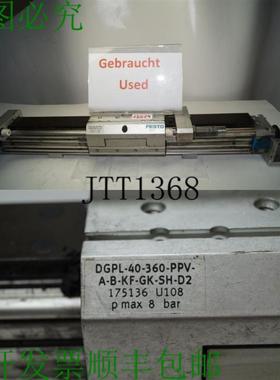 图必究
Gebraucht
Used
FESTO
JTT1368
DGPL-40-360-PPV-
A-B-KF-GK-SH-D2
175136 U108
p max 8 bar
开发票顺丰包邮